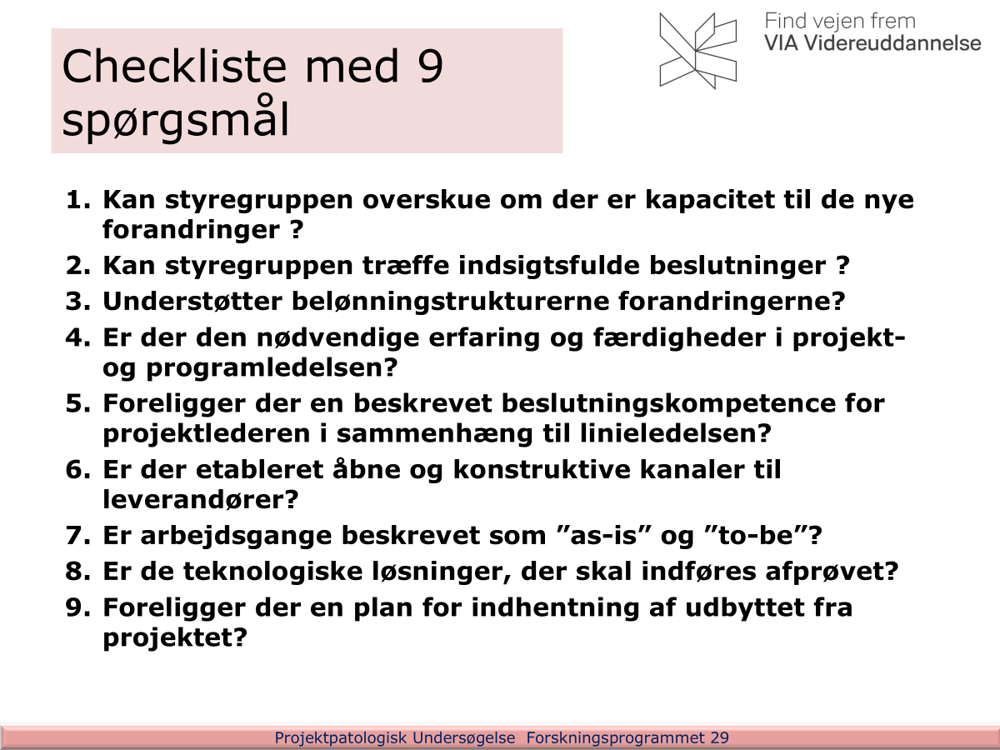 Find vejen frem
VIA Videreuddannelse
Checkliste med 9
spørgsmål
1. Kan styregruppen overskue om der er kapacitet til de nye
forandringer ?
2. Kan styregruppen træffe indsigtsfulde beslutninger ?
3. Understøtter belønningstrukturerne forandringerne?
4. Er der den nødvendige erfaring og færdigheder i projekt-
og programledelsen?
5. Foreligger der en beskrevet beslutningskompetence for
projektlederen i sammenhæng til linieledelsen?
6. Er der etableret åbne og konstruktive kanaler til
leverandører?
7. Er arbejdsgange beskrevet som ”as-is” og ”to-be”?
8. Er de teknologiske løsninger, der skal indføres afprøvet?
9. Foreligger der en plan for indhentning af udbyttet fra
projektet?
Projektpatologisk Undersøgelse  Forskningsprogrammet 29